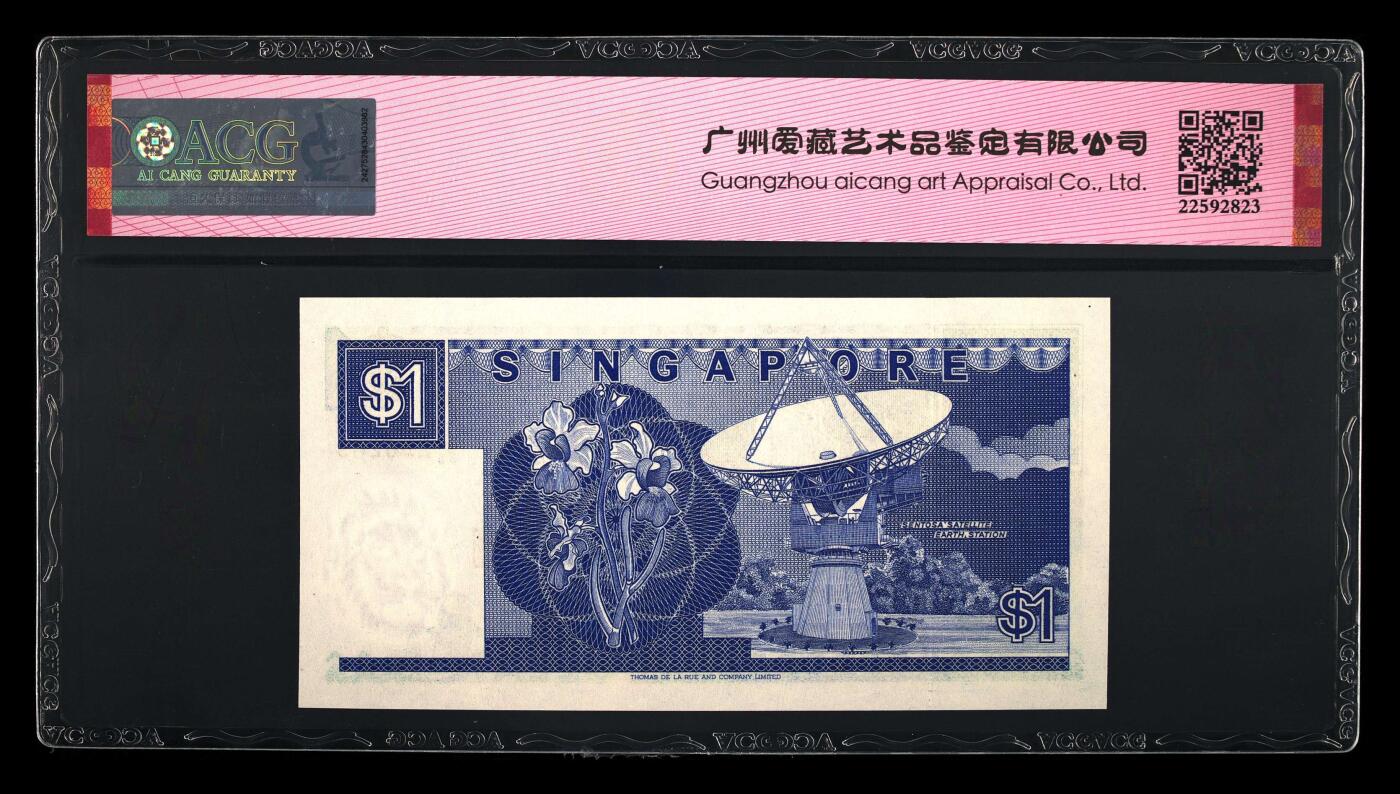 ACG
AI CANG GUARANTY
广州爱藏艺术品鉴定有限公司
Guangzhou aicang art Appraisal Co., Ltd.
22592823
$1
SINGAPORE
SENTOSA SATELLITE
EARTH STATION
$1
THOMAS DE LA RUE AND COMPANY LIMITED